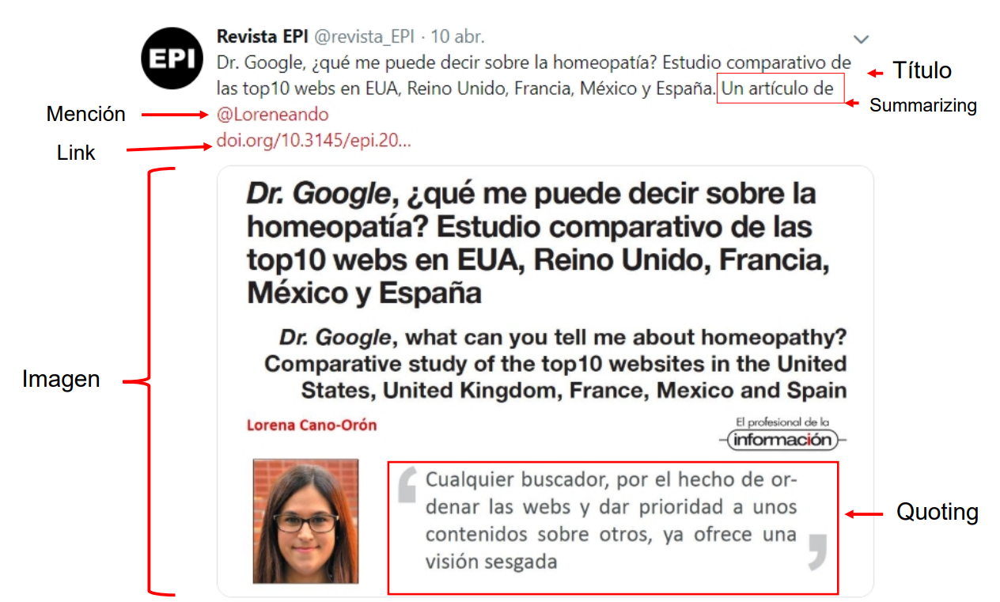 EPI
Revista EPI @revista_EPI · 10 abr.
Dr. Google, ¿qué me puede decir sobre la homeopatía? Estudio comparativo de
las top10 webs en EUA, Reino Unido, Francia, México y España. Un artículo de
@Loreneando
doi.org/10.3145/epi.20...
Título
Summarizing
Mención
Link
Imagen
Dr. Google, ¿qué me puede decir sobre la
homeopatía? Estudio comparativo de las
top10 webs en EUA, Reino Unido, Francia,
México y España
Dr. Google, what can you tell me about homeopathy?
Comparative study of the top10 websites in the United
States, United Kingdom, France, Mexico and Spain
Lorena Cano-Orón
El profesional de la
información
‘Cualquier buscador, por el hecho de or-
denar las webs y dar prioridad a unos
contenidos sobre otros, ya ofrece una
visión sesgada’
Quoting